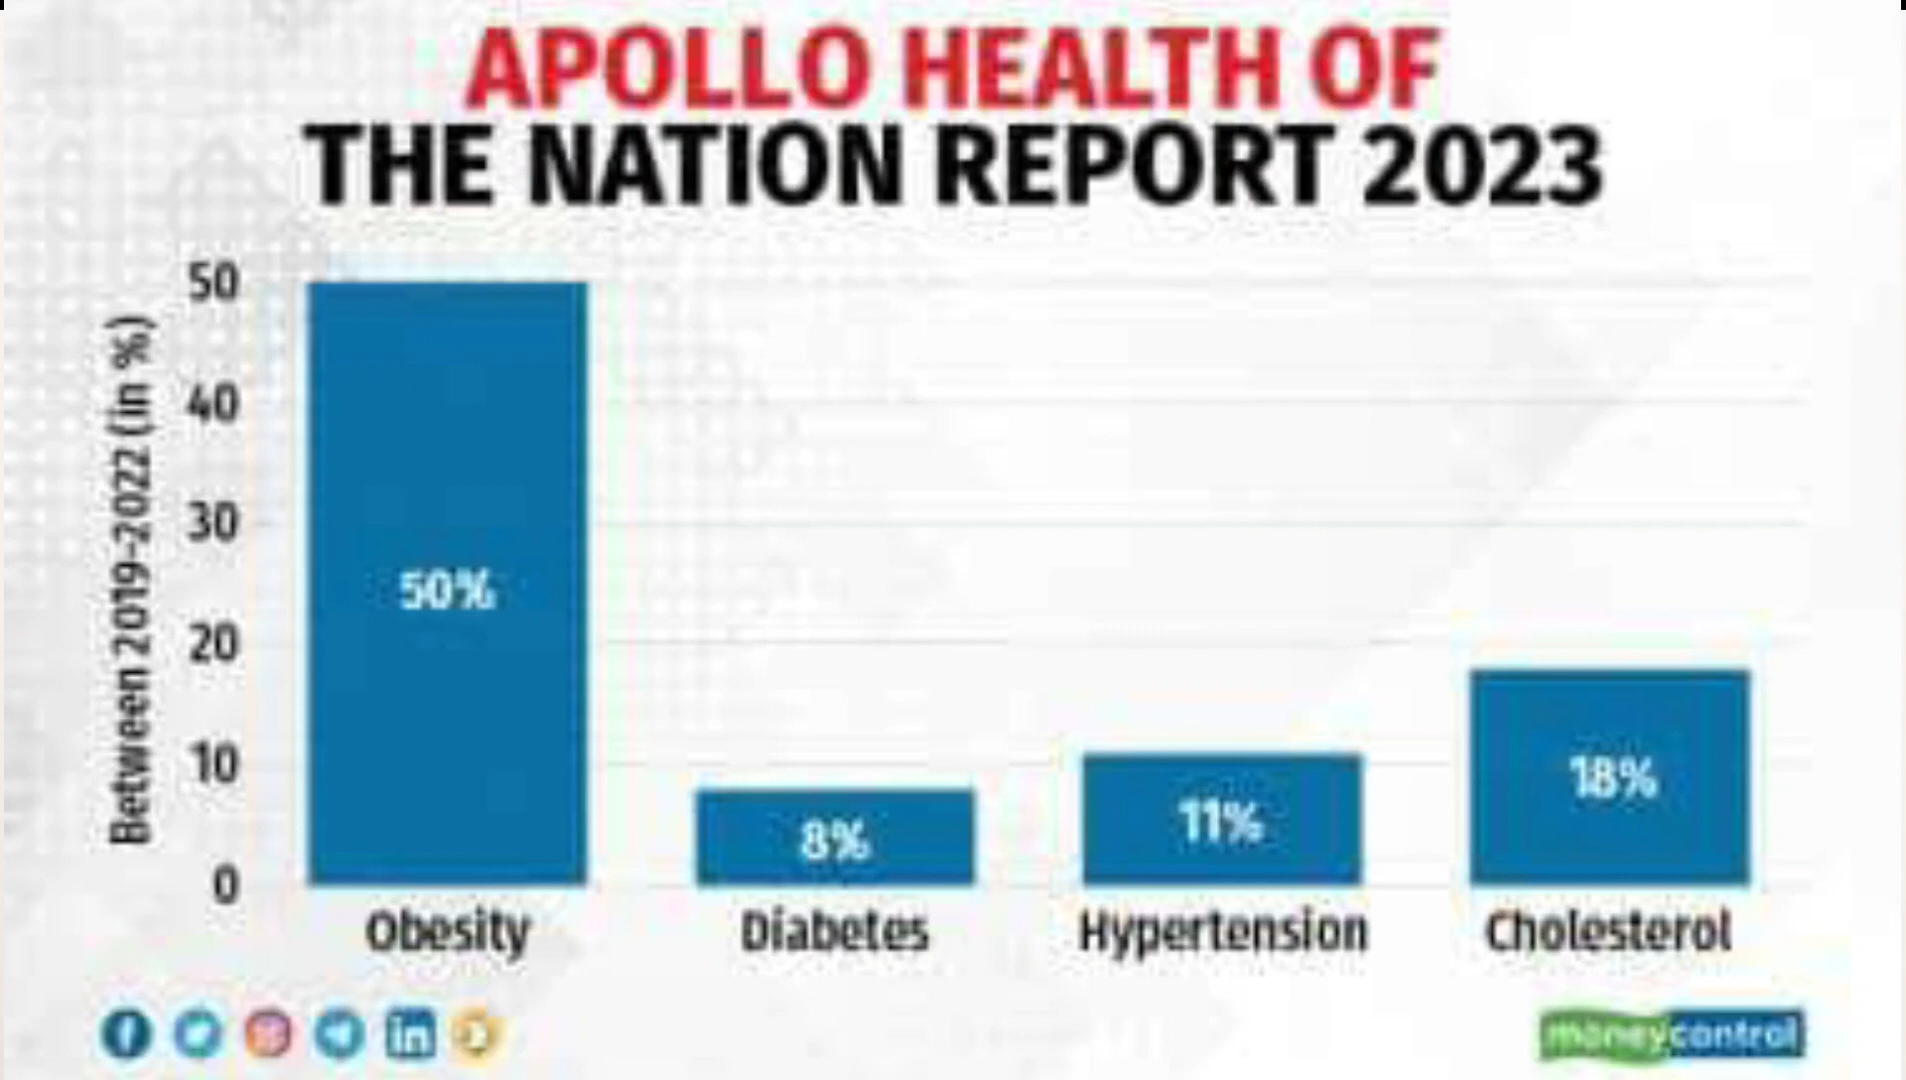 APOLLO HEALTH OF
THE NATION REPORT 2023
Between 2019-2022 (in %)
50
40
30
20
10
0
50%
8%
11%
18%
Obesity
Diabetes
Hypertension
Cholesterol
in
moneycontrol